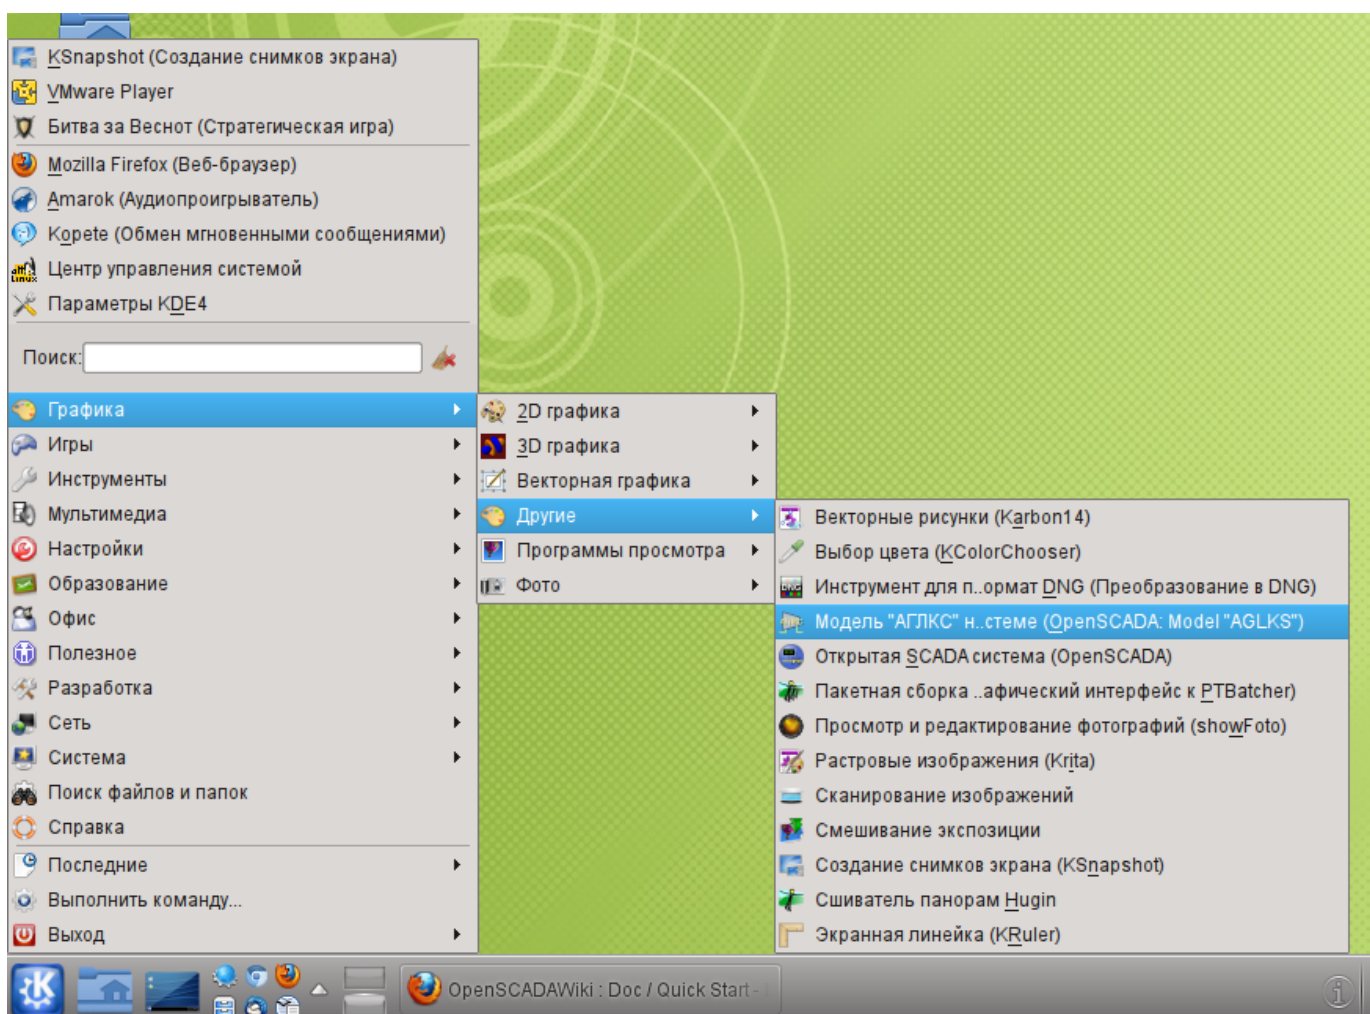 KSnapshot (Создание снимков экрана)
VMware Player
Битва за Веснот (Стратегическая игра)
Mozilla Firefox (Веб-браузер)
Amarok (Аудиопроигрыватель)
Kopete (Обмен мгновенными сообщениями)
Центр управления системой
Параметры KDE4
Поиск:
Графика
Игры
Инструменты
Мультимедиа
Настройки
Образование
Офис
Полезное
Разработка
Сеть
Система
Поиск файлов и папок
Справка
Последние
Выполнить команду...
Выход
2D графика
3D графика
Векторная графика
Другие
Программы просмотра
Фото
Векторные рисунки (Karbon14)
Выбор цвета (KColorChooser)
Инструмент для п..ормат DNG (Преобразование в DNG)
Модель "АГЛКС" н..стеме (OpenSCADA: Model "AGLKS")
Открытая SCADA система (OpenSCADA)
Пакетная сборка ..афический интерфейс к PTBatcher)
Просмотр и редактирование фотографий (showFoto)
Растровые изображения (Krita)
Сканирование изображений
Смешивание экспозиции
Создание снимков экрана (KSnapshot)
Сшиватель панорам Hugin
Экранная линейка (KRuler)
OpenSCADAWiki : Doc / Quick Start -